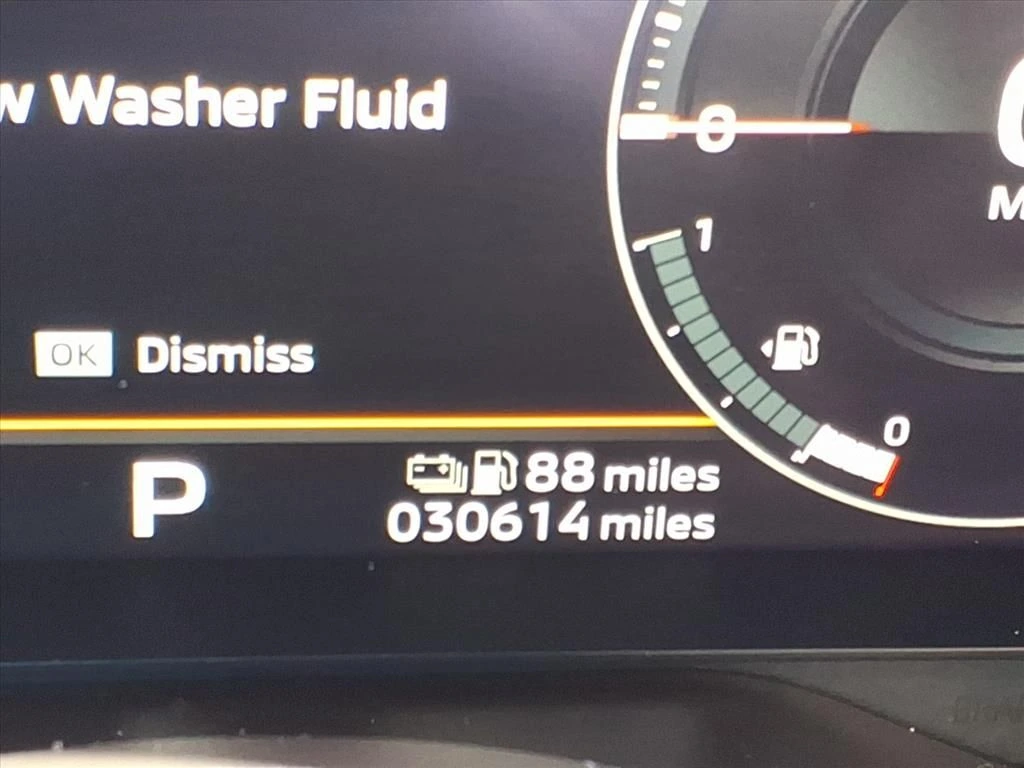 w Washer Fluid
0
1
OK Dismiss
0
P
88 miles
030614 miles